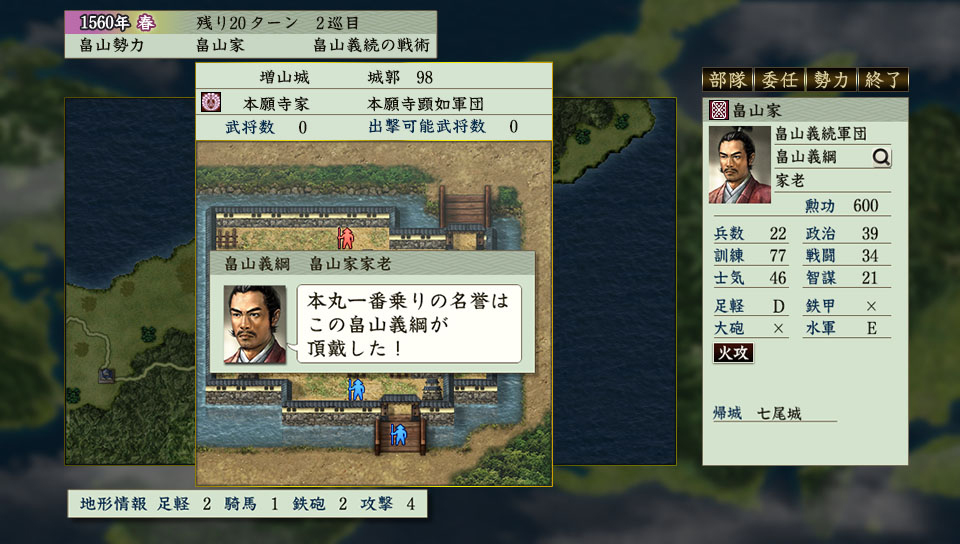 1560年 春 残り20ターン 2巡目
畠山勢力 畠山家 畠山義続の戦術
増山城 城郭 98
本願寺家 本願寺顕如軍団
武将数 0 出撃可能武将数 0
畠山義綱 畠山家家老
本丸一番乗りの名誉は
この畠山義綱が
頂戴した！
地形情報 足軽 2 騎馬 1 鉄砲 2 攻撃 4
部隊 委任 勢力 終了
畠山家
畠山義続軍団
畠山義綱
家老
勲功 600
兵数 22 政治 39
訓練 77 戦闘 34
士気 46 智謀 21
足軽 D 鉄甲 ×
大砲 × 水軍 E
火攻
帰城 七尾城